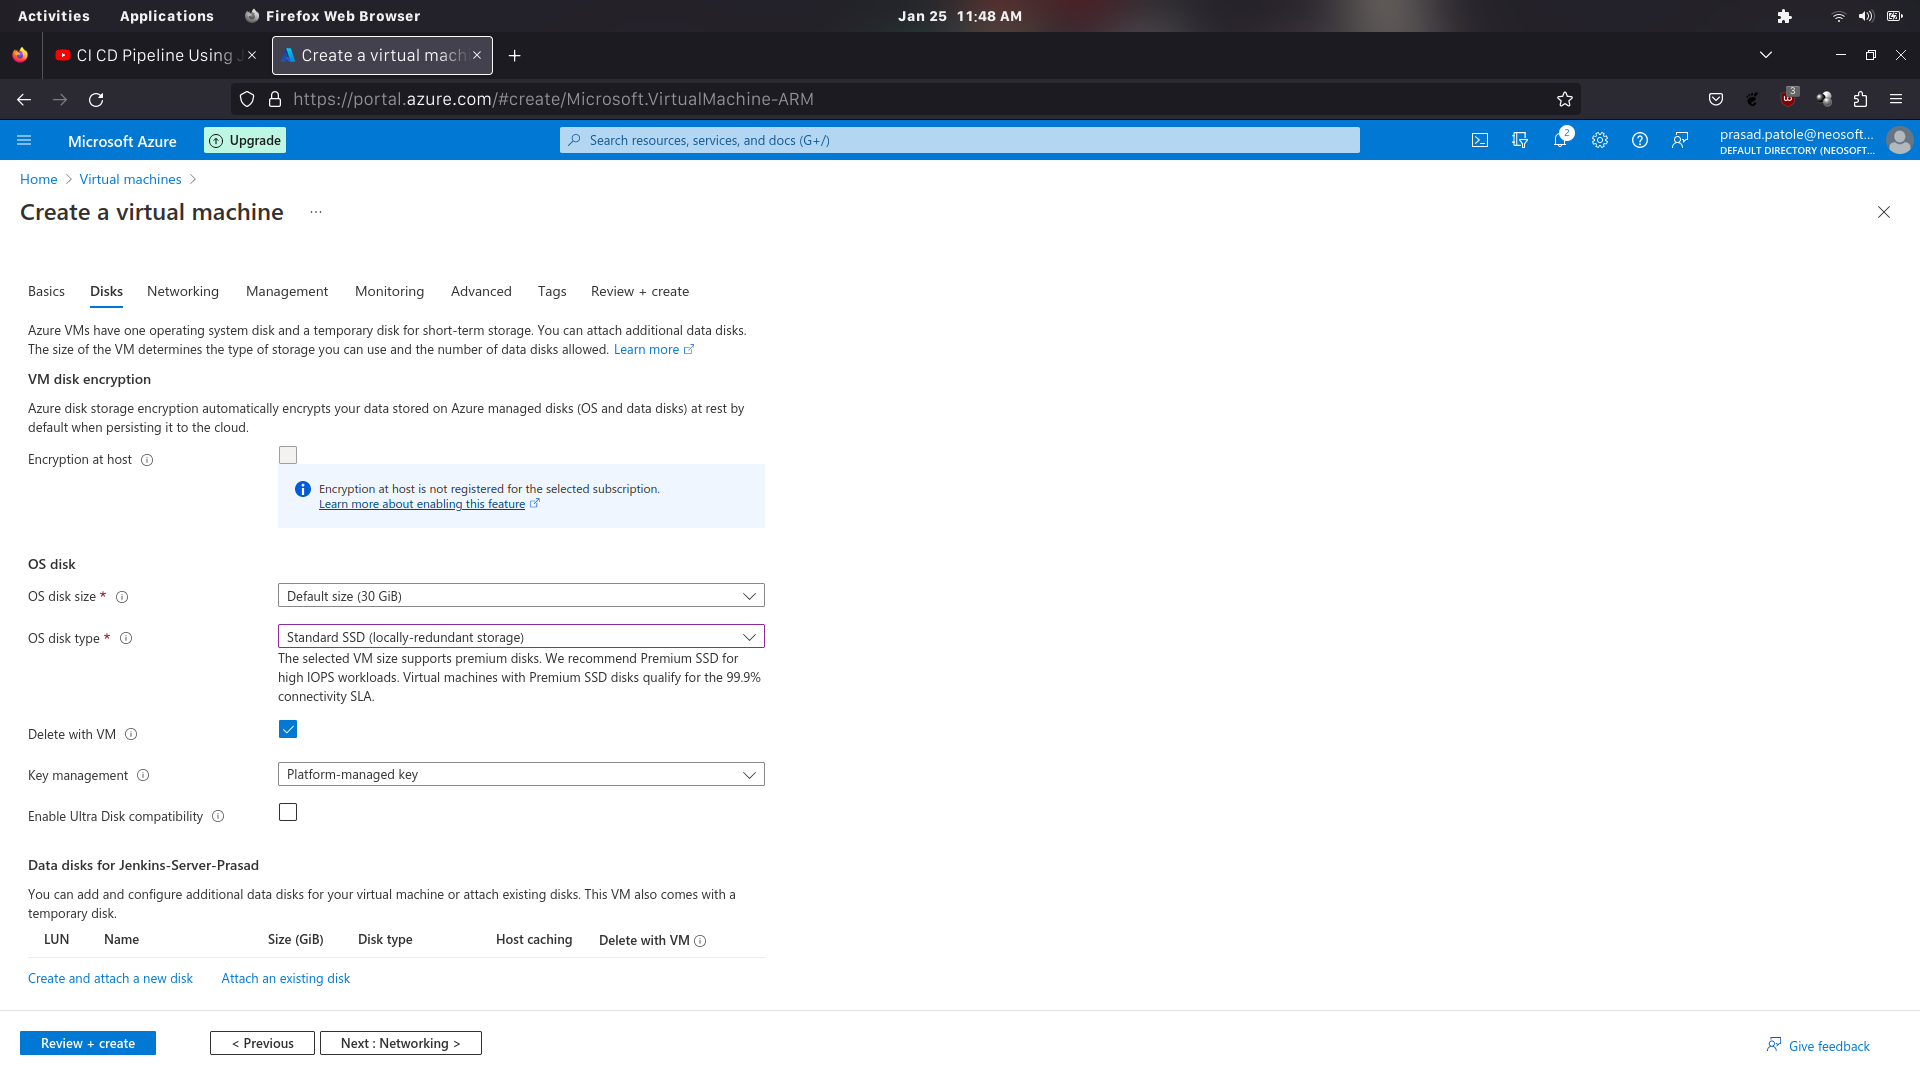 Activities Applications Firefox Web Browser Jan 25 11:48 AM
CI CD Pipeline Using J Create a virtual mach
https://portal.azure.com/#create/Microsoft.VirtualMachine-ARM 3
Microsoft Azure Upgrade Search resources, services, and docs (G+/) 2 prasad.patole@neosoft...
DEFAULT DIRECTORY (NEOSOFT...
Home > Virtual machines >
Create a virtual machine ...
Basics Disks Networking Management Monitoring Advanced Tags Review + create
Azure VMs have one operating system disk and a temporary disk for short-term storage. You can attach additional data disks.
The size of the VM determines the type of storage you can use and the number of data disks allowed. Learn more
VM disk encryption
Azure disk storage encryption automatically encrypts your data stored on Azure managed disks (OS and data disks) at rest by
default when persisting it to the cloud.
Encryption at host
Encryption at host is not registered for the selected subscription.
Learn more about enabling this feature
OS disk
OS disk size * Default size (30 GiB)
OS disk type * Standard SSD (locally-redundant storage)
The selected VM size supports premium disks. We recommend Premium SSD for
high IOPS workloads. Virtual machines with Premium SSD disks qualify for the 99.9%
connectivity SLA.
Delete with VM
Key management Platform-managed key
Enable Ultra Disk compatibility
Data disks for Jenkins-Server-Prasad
You can add and configure additional data disks for your virtual machine or attach existing disks. This VM also comes with a
temporary disk.
LUN Name Size (GiB) Disk type Host caching Delete with VM
Create and attach a new disk Attach an existing disk
Review + create < Previous Next : Networking > Give feedback